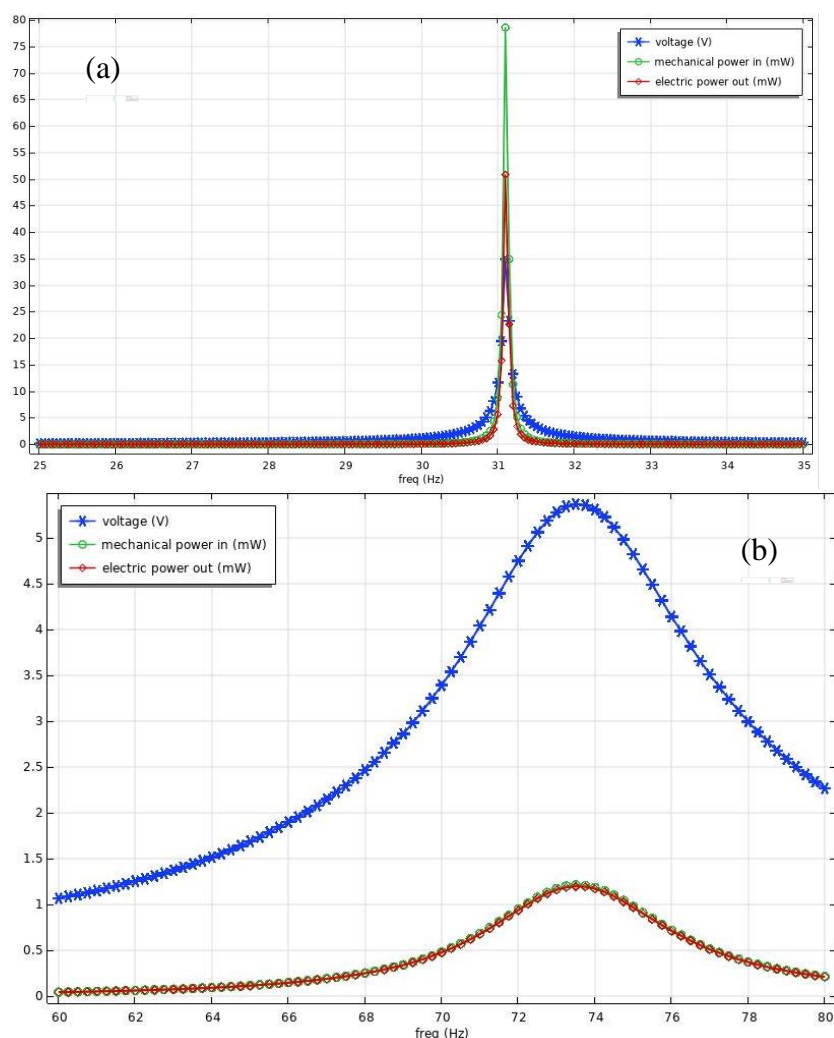 80
75
70
65
60
55
50
45
40
35
30
25
20
15
10
5
0
(a)
voltage (V)
mechanical power in (mW)
electric power out (mW)
25 26 27 28 29 30 31 32 33 34 35
freq (Hz)
5
4.5
4
3.5
3
2.5
2
1.5
1
0.5
0
voltage (V)
mechanical power in (mW)
electric power out (mW)
(b)
60 62 64 66 68 70 72 74 76 78 80
freq (Hz)